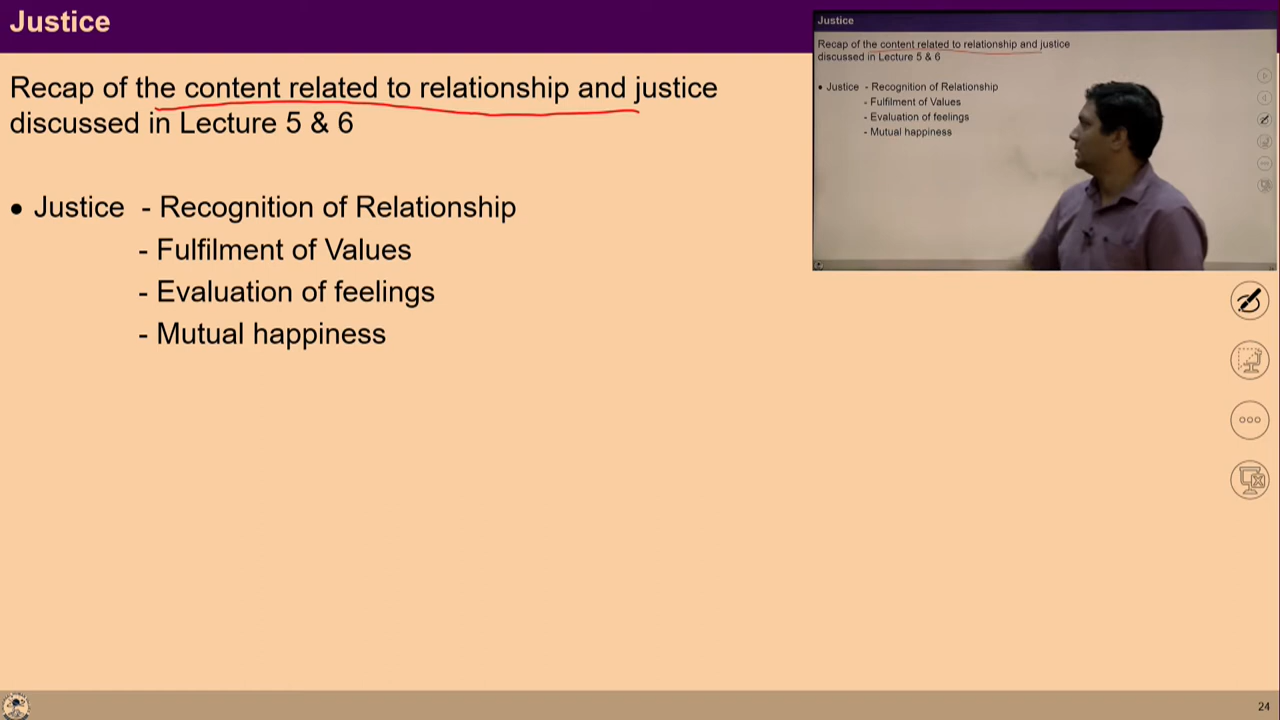 Justice
Recap of the content related to relationship and justice
discussed in Lecture 5 & 6
• Justice - Recognition of Relationship
- Fulfilment of Values
- Evaluation of feelings
- Mutual happiness
Justice
Recap of the content related to relationship and justice
discussed in Lecture 5 & 6
• Justice - Recognition of Relationship
- Fulfilment of Values
- Evaluation of feelings
- Mutual happiness
24